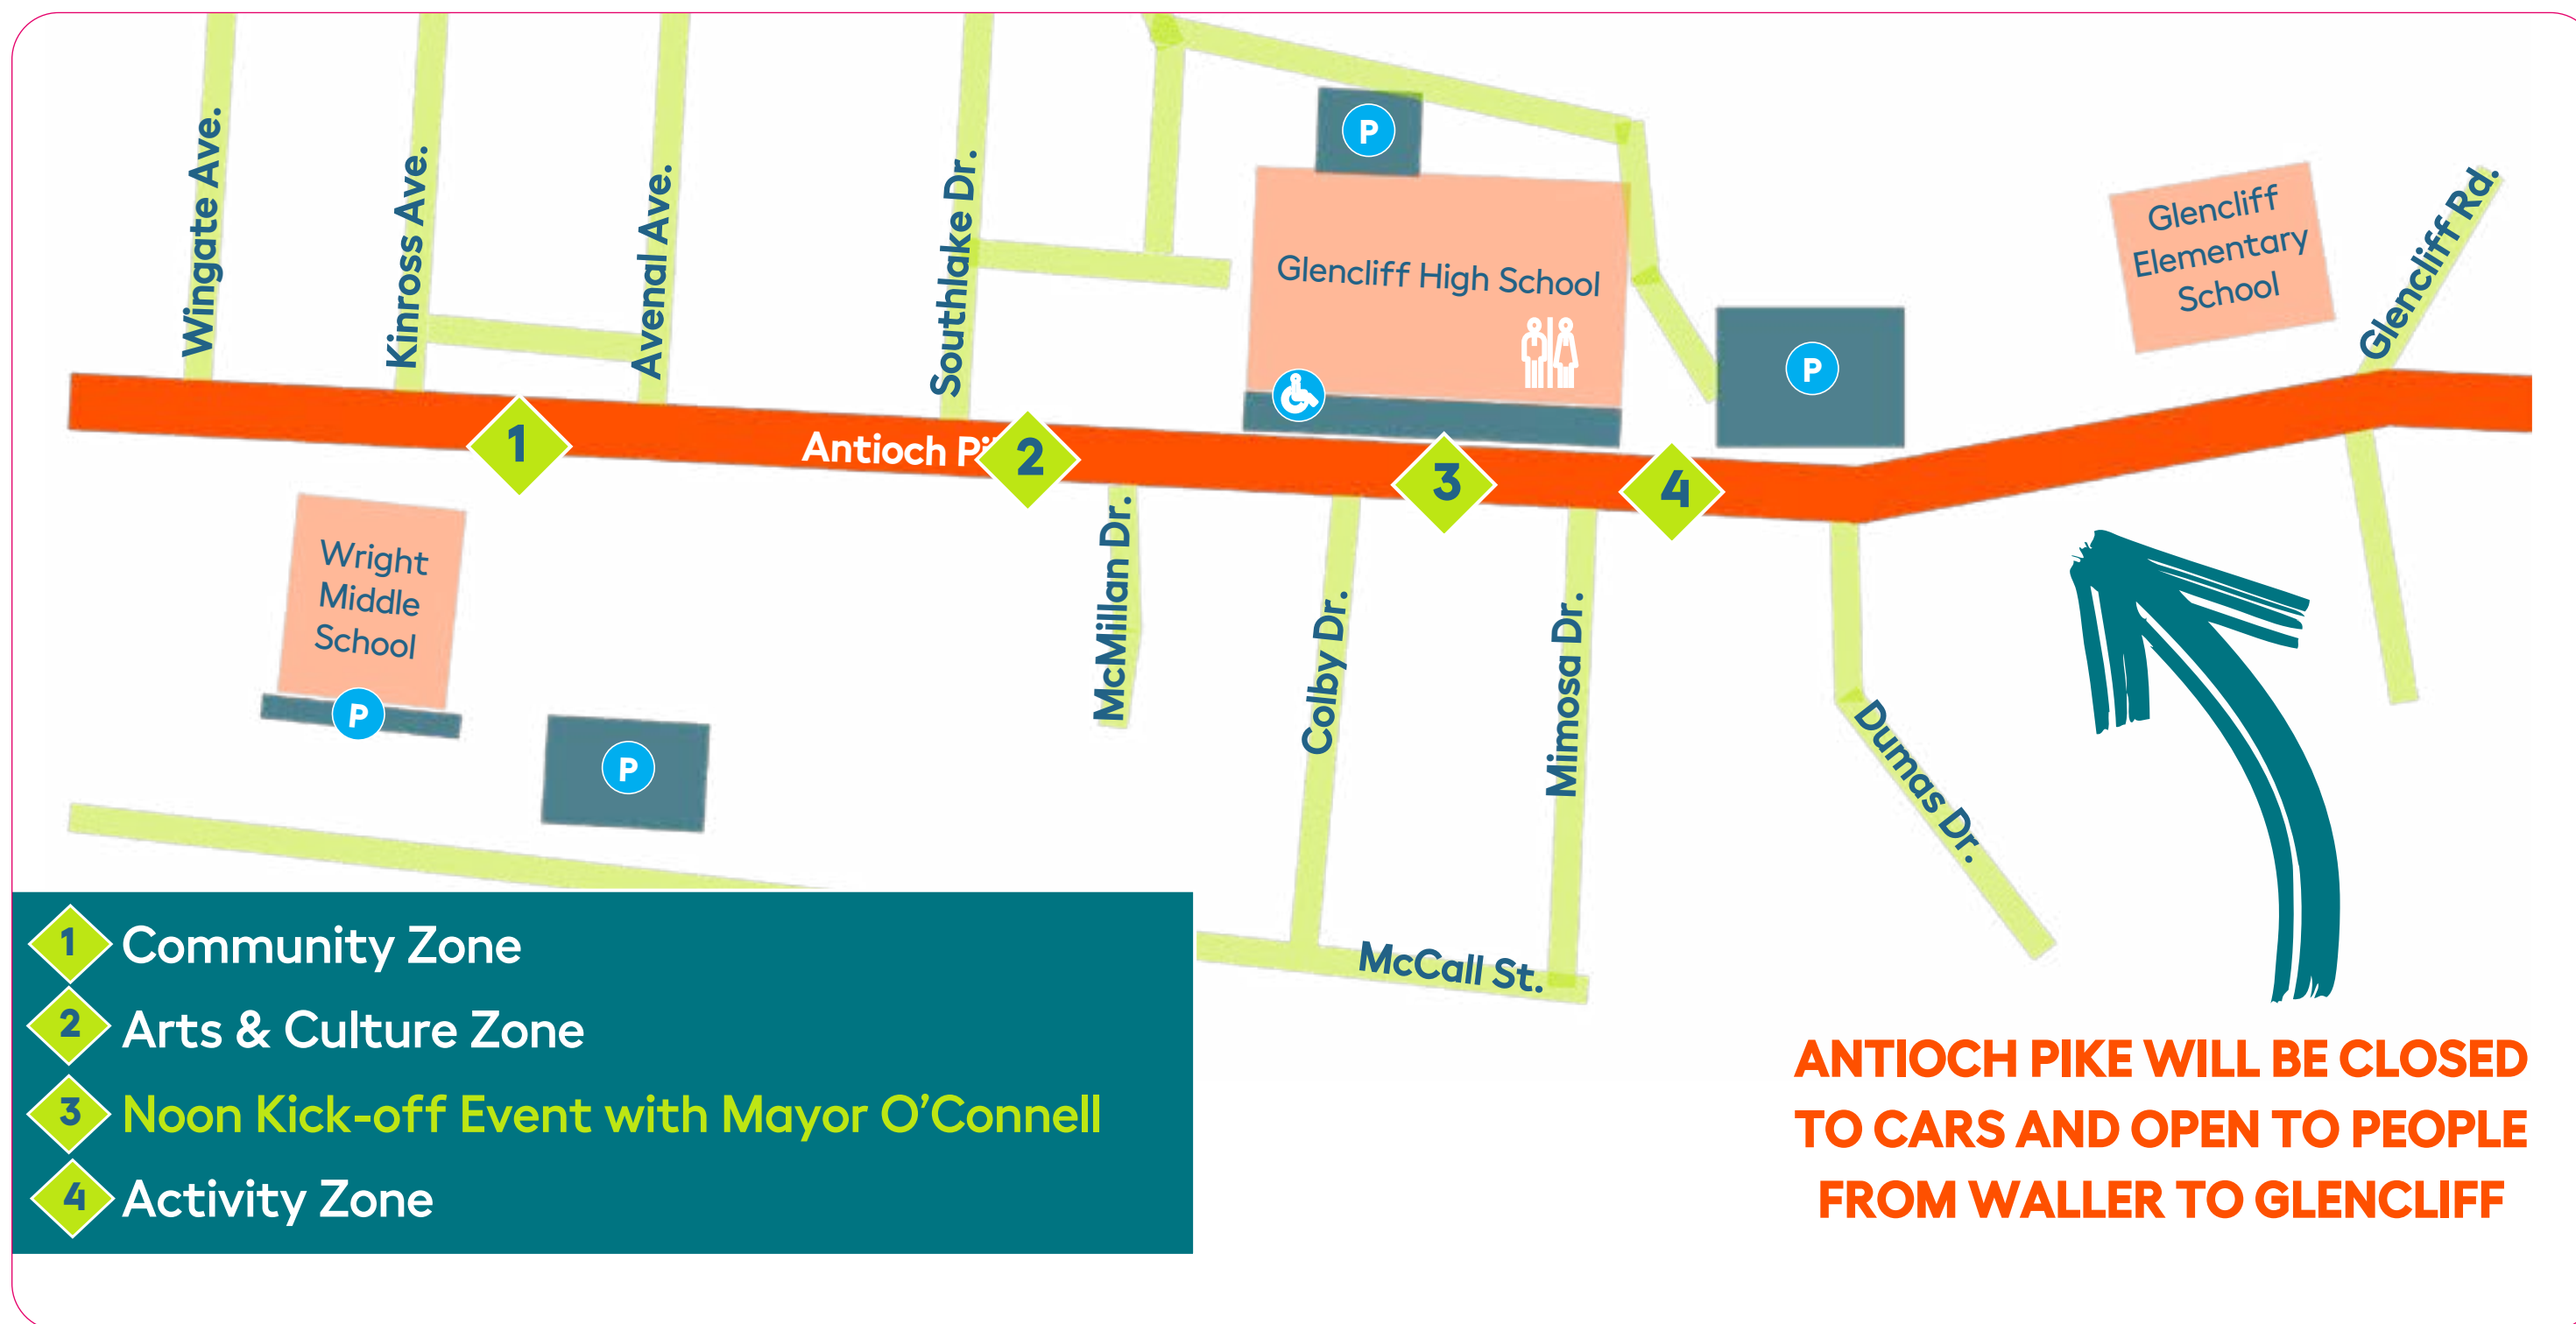 Wingate Ave.
Kinross Ave.
Avenal Ave.
Southlake Dr.
P
Glencliff High School
P
Glencliff
Elementary
School
Glencliff Rd.
Antioch
1
2
3
4
Wright
Middle
School
P
P
McMillan Dr.
Colby Dr.
Mimosa Dr.
Dumas Dr.
McCall St.
1 Community Zone
2 Arts & Culture Zone
3 Noon Kick-off Event with Mayor O’Connell
4 Activity Zone
ANTIOCH PIKE WILL BE CLOSED
TO CARS AND OPEN TO PEOPLE
FROM WALLER TO GLENCLIFF